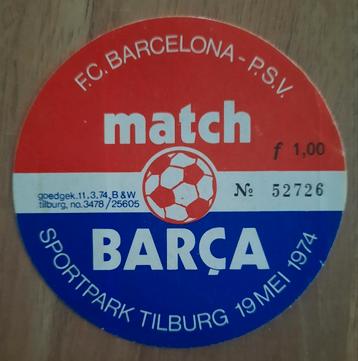 F.C. BARCELONA - P.S.V.
match
f 1,00
goedgek.11.3.74.B&W
tilburg, no.3478/25605
No 52726
BARÇA
SPORTPARK TILBURG 19 MEI 1974